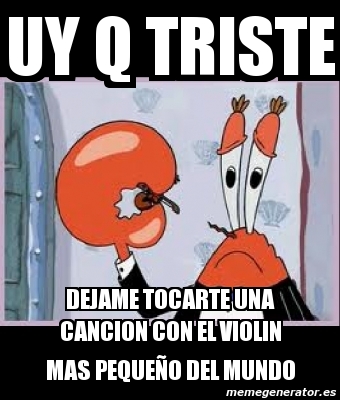 UY Q TRISTE
DEJAME TOCARTE UNA
CANCION CON EL VIOLIN
MAS PEQUEÑO DEL MUNDO
memegenerator.es